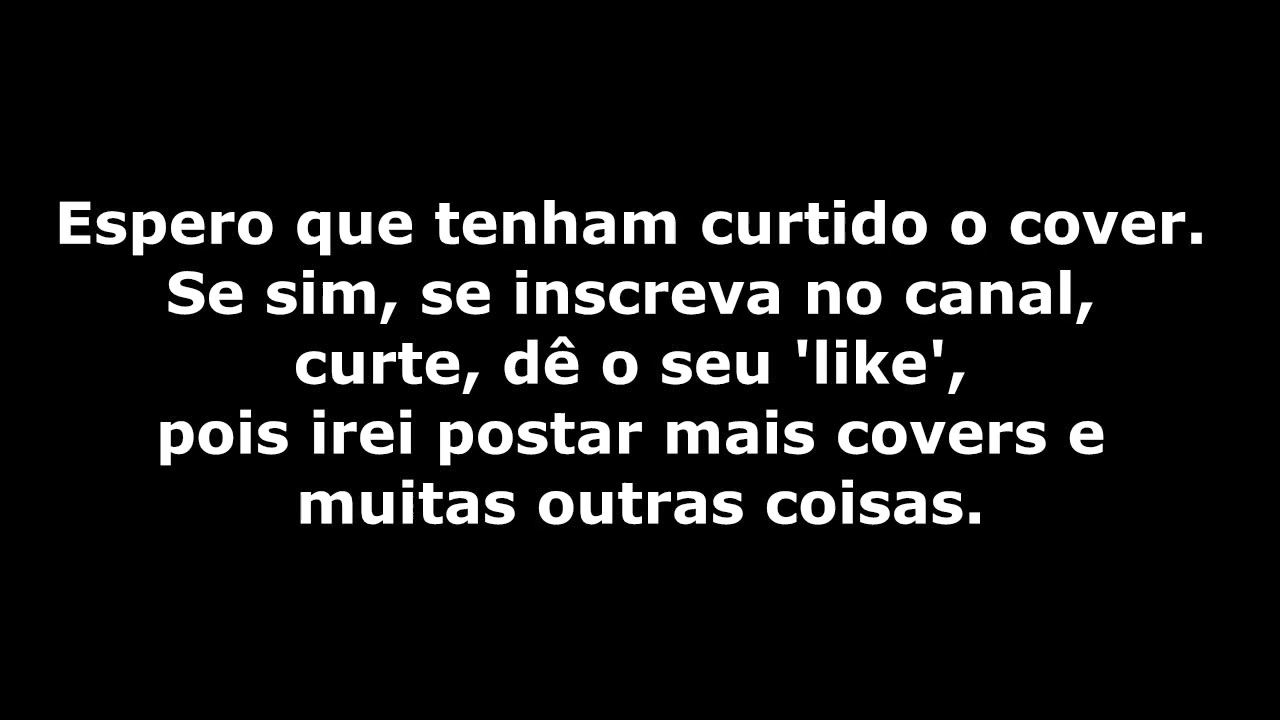 Espero que tenham curtido o cover.
Se sim, se inscreva no canal,
curte, dê o seu 'like',
pois irei postar mais covers e
muitas outras coisas.